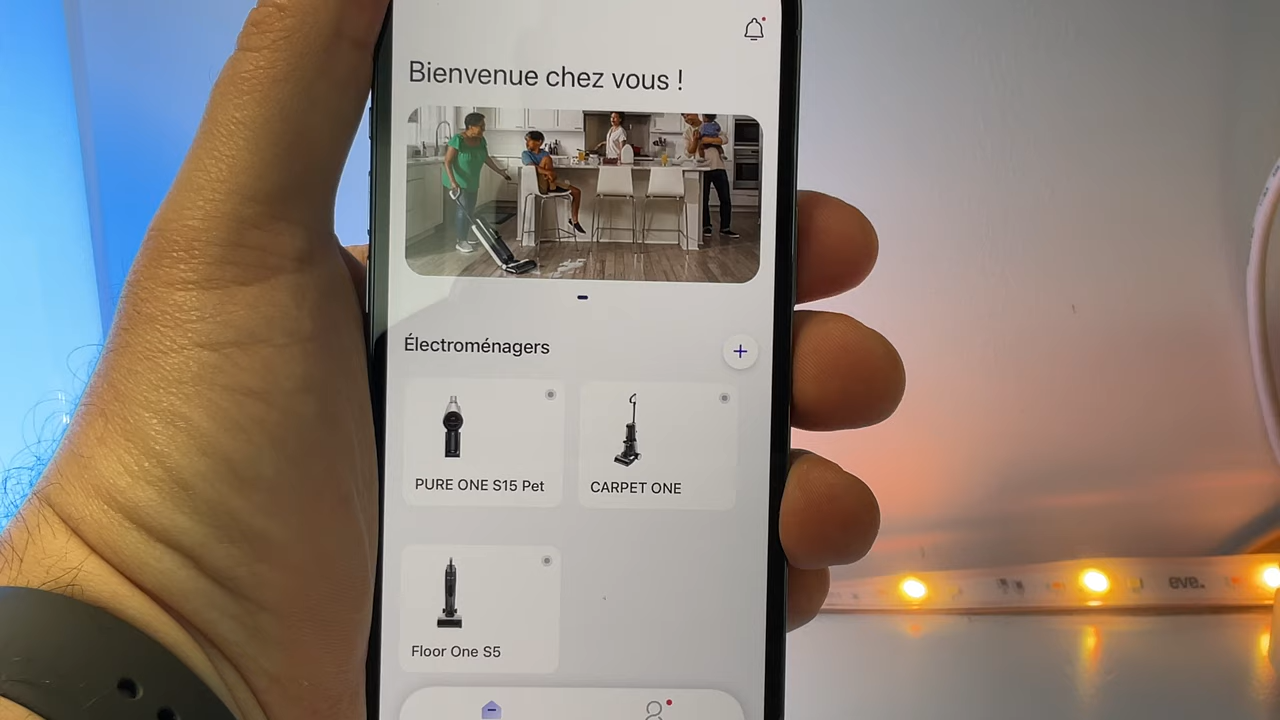 Bienvenue chez vous !
Électroménagers
PURE ONE S15 Pet
CARPET ONE
Floor One S5
eve.